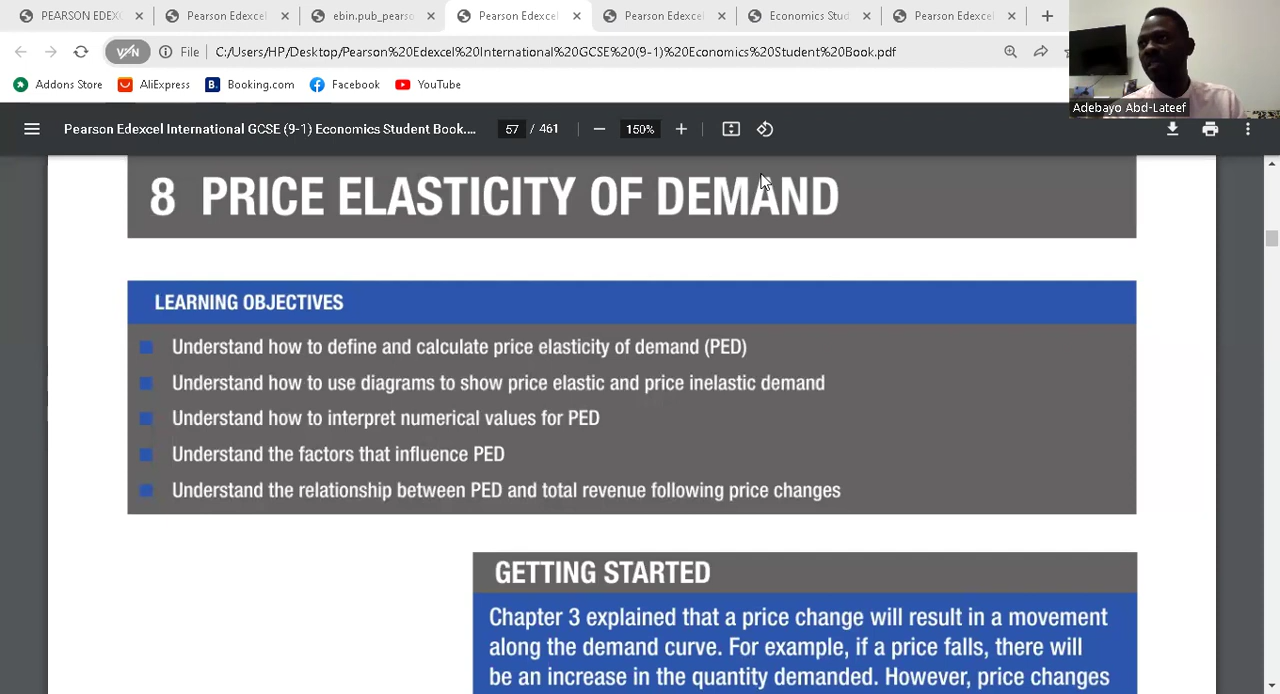 PEARSON EDEXC
Pearson Edexcel
ebin.pub_pearso
Pearson Edexcel
Pearson Edexcel
Economics Stud
Pearson Edexcel
File
C:/Users/HP/Desktop/Pearson%20Edexcel%20International%20GCSE%20(9-1)%20Economics%20Student%20Book.pdf
Addons Store
AliExpress
B.
Booking.com
Facebook
YouTube
Adebayo Abd-Lateef
Pearson Edexcel International GCSE (9-1) Economics Student Book....
57 / 461
150%
8 PRICE ELASTICITY OF DEMAND
LEARNING OBJECTIVES
Understand how to define and calculate price elasticity of demand (PED)
Understand how to use diagrams to show price elastic and price inelastic demand
Understand how to interpret numerical values for PED
Understand the factors that influence PED
Understand the relationship between PED and total revenue following price changes
GETTING STARTED
Chapter 3 explained that a price change will result in a movement
along the demand curve. For example, if a price falls, there will
be an increase in the quantity demanded. However, price changes